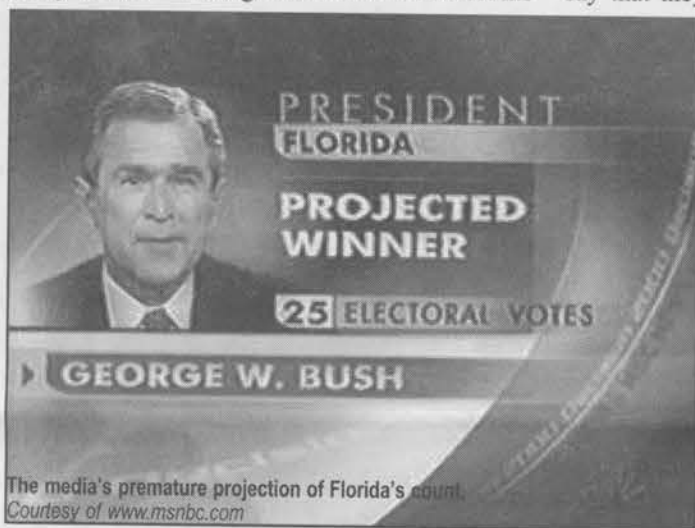 PRESIDENT
FLORIDA
PROJECTED
WINNER
25 ELECTORAL VOTES
GEORGE W. BUSH
The media's premature projection of Florida's count.
Courtesy of www.msnbc.com